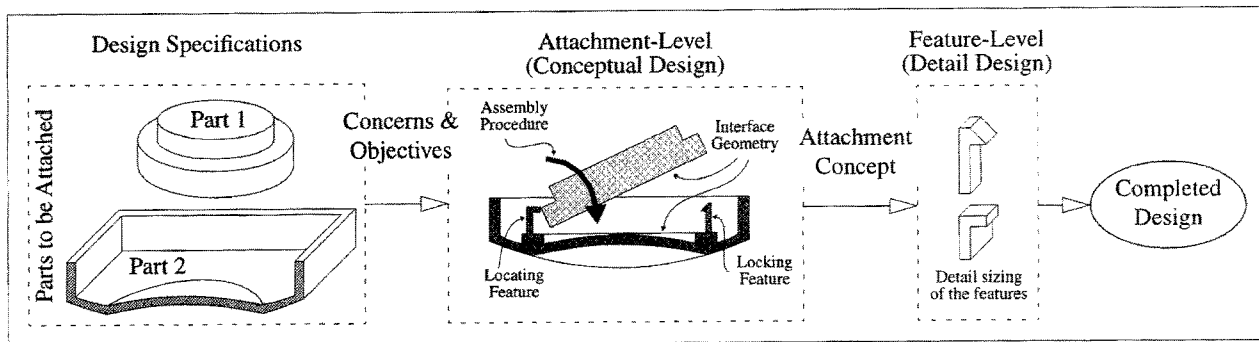 Design Specifications
Parts to be Attached
Part 1
Part 2
Concerns &
Objectives
Attachment-Level
(Conceptual Design)
Assembly
Procedure
Interface
Geometry
Locating
Feature
Locking
Feature
Attachment
Concept
Feature-Level
(Detail Design)
Detail sizing
of the features
Completed
Design